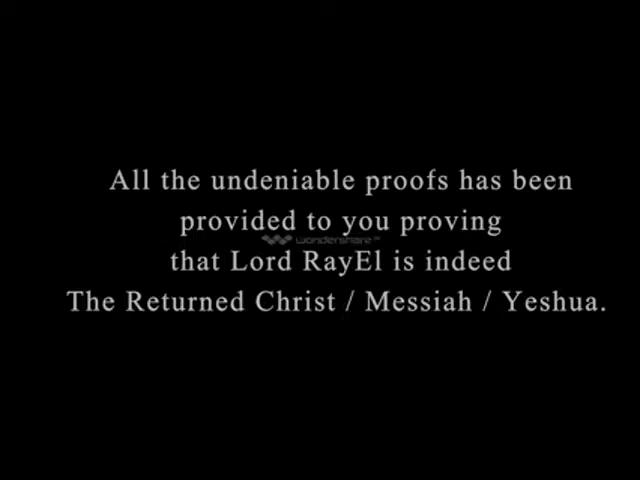 All the undeniable proofs has been
provided to you proving
wondershare
that Lord RayEl is indeed
The Returned Christ / Messiah / Yeshua.